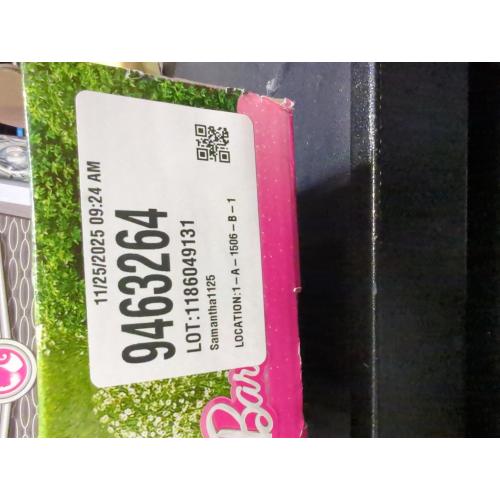 11/25/2025 09:24 AM
9463264
LOT:1186049131
Samantha1125
LOCATION:1-A-1506-B-1
Bar